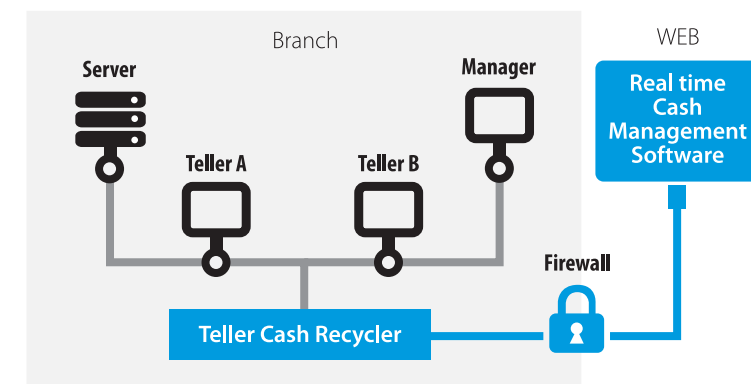 Branch
WEB
Server
Manager
Real time
Cash
Management
Software
Teller A
Teller B
Firewall
Teller Cash Recycler